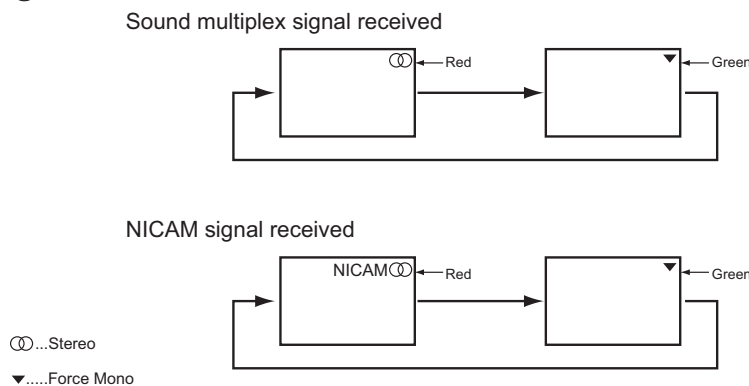 Sound multiplex signal received
Red
Green
NICAM signal received
NICAM
Red
Green
...Stereo
.....Force Mono